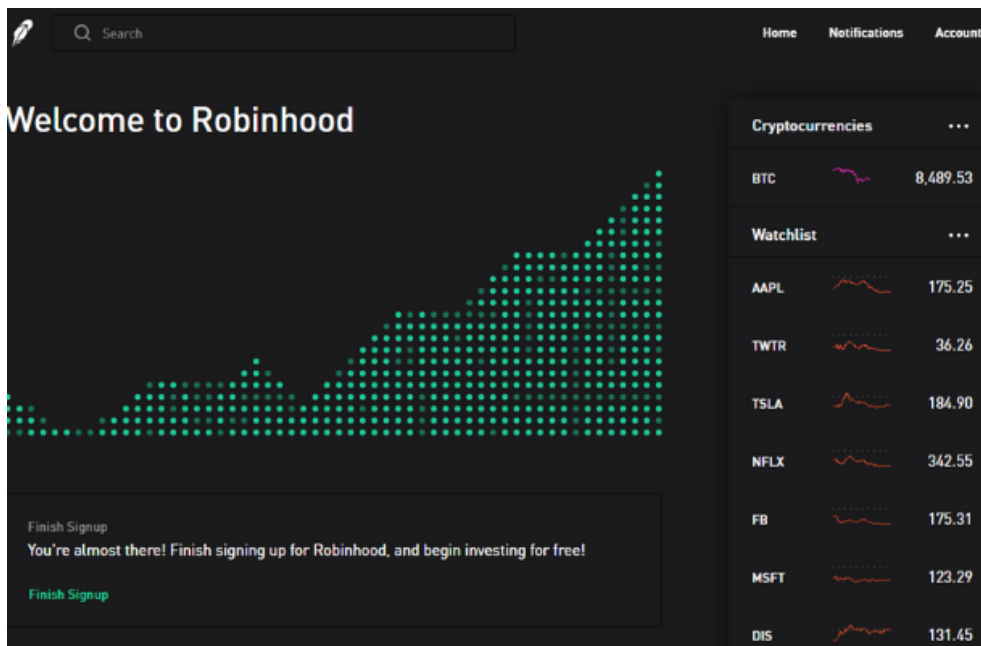 Search
Home Notifications Account
Welcome to Robinhood
Cryptocurrencies
BTC 8,489.53
Watchlist
AAPL 175.25
TWTR 36.26
TSLA 184.90
NFLX 342.55
FB 175.31
MSFT 123.29
DIS 131.45
Finish Signup
You're almost there! Finish signing up for Robinhood, and begin investing for free!
Finish Signup